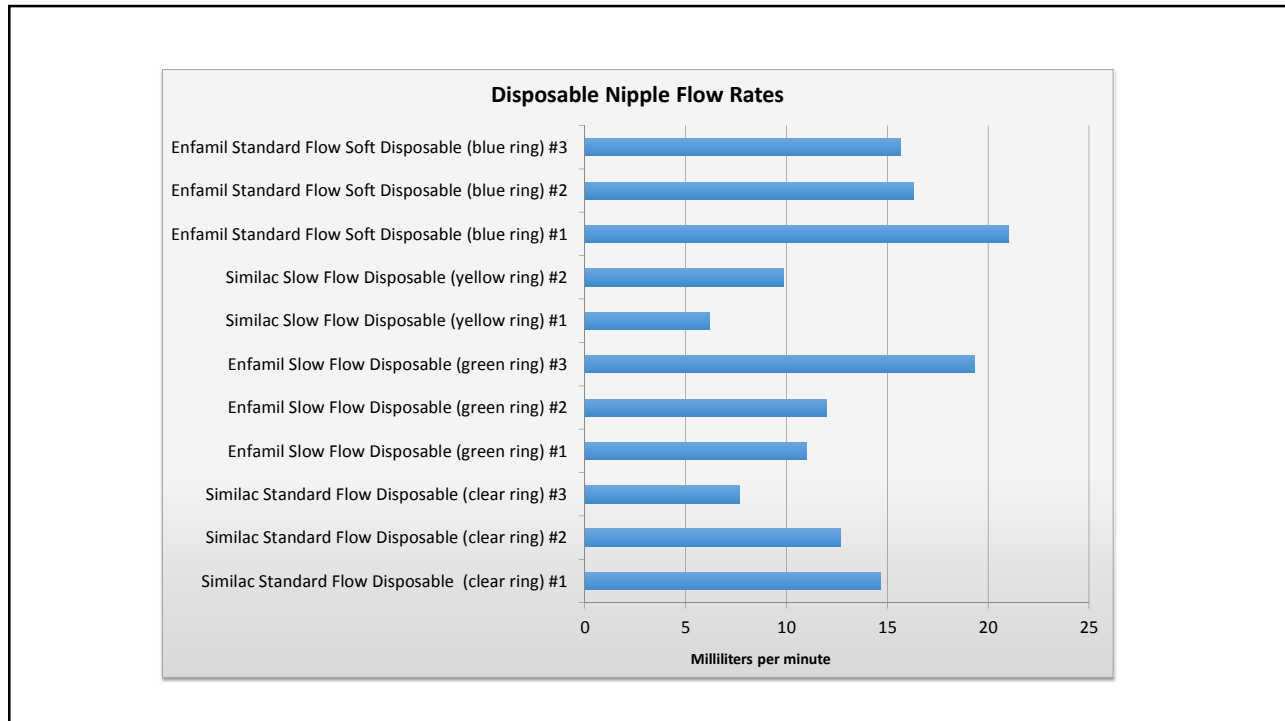 Disposable Nipple Flow Rates
Enfamil Standard Flow Soft Disposable (blue ring) #3
Enfamil Standard Flow Soft Disposable (blue ring) #2
Enfamil Standard Flow Soft Disposable (blue ring) #1
Similac Slow Flow Disposable (yellow ring) #2
Similac Slow Flow Disposable (yellow ring) #1
Enfamil Slow Flow Disposable (green ring) #3
Enfamil Slow Flow Disposable (green ring) #2
Enfamil Slow Flow Disposable (green ring) #1
Similac Standard Flow Disposable (clear ring) #3
Similac Standard Flow Disposable (clear ring) #2
Similac Standard Flow Disposable  (clear ring) #1
0 5 10 15 20 25
Milliliters per minute